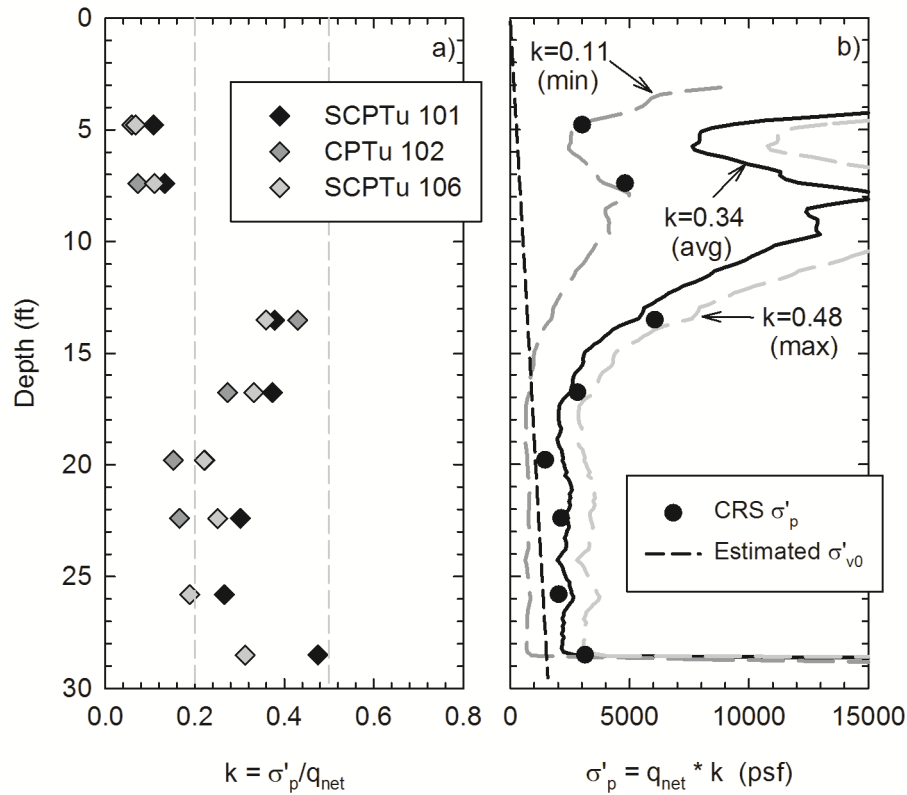 a)
b)
0
5
10
15
20
25
30
Depth (ft)
SCPTu 101
CPTu 102
SCPTu 106
k=0.11
(min)
k=0.34
(avg)
k=0.48
(max)
CRS σ'p
Estimated σ'v0
0.0 0.2 0.4 0.6 0.8
0 5000 10000 15000
k = σ'p/qnet
σ'p = qnet * k (psf)